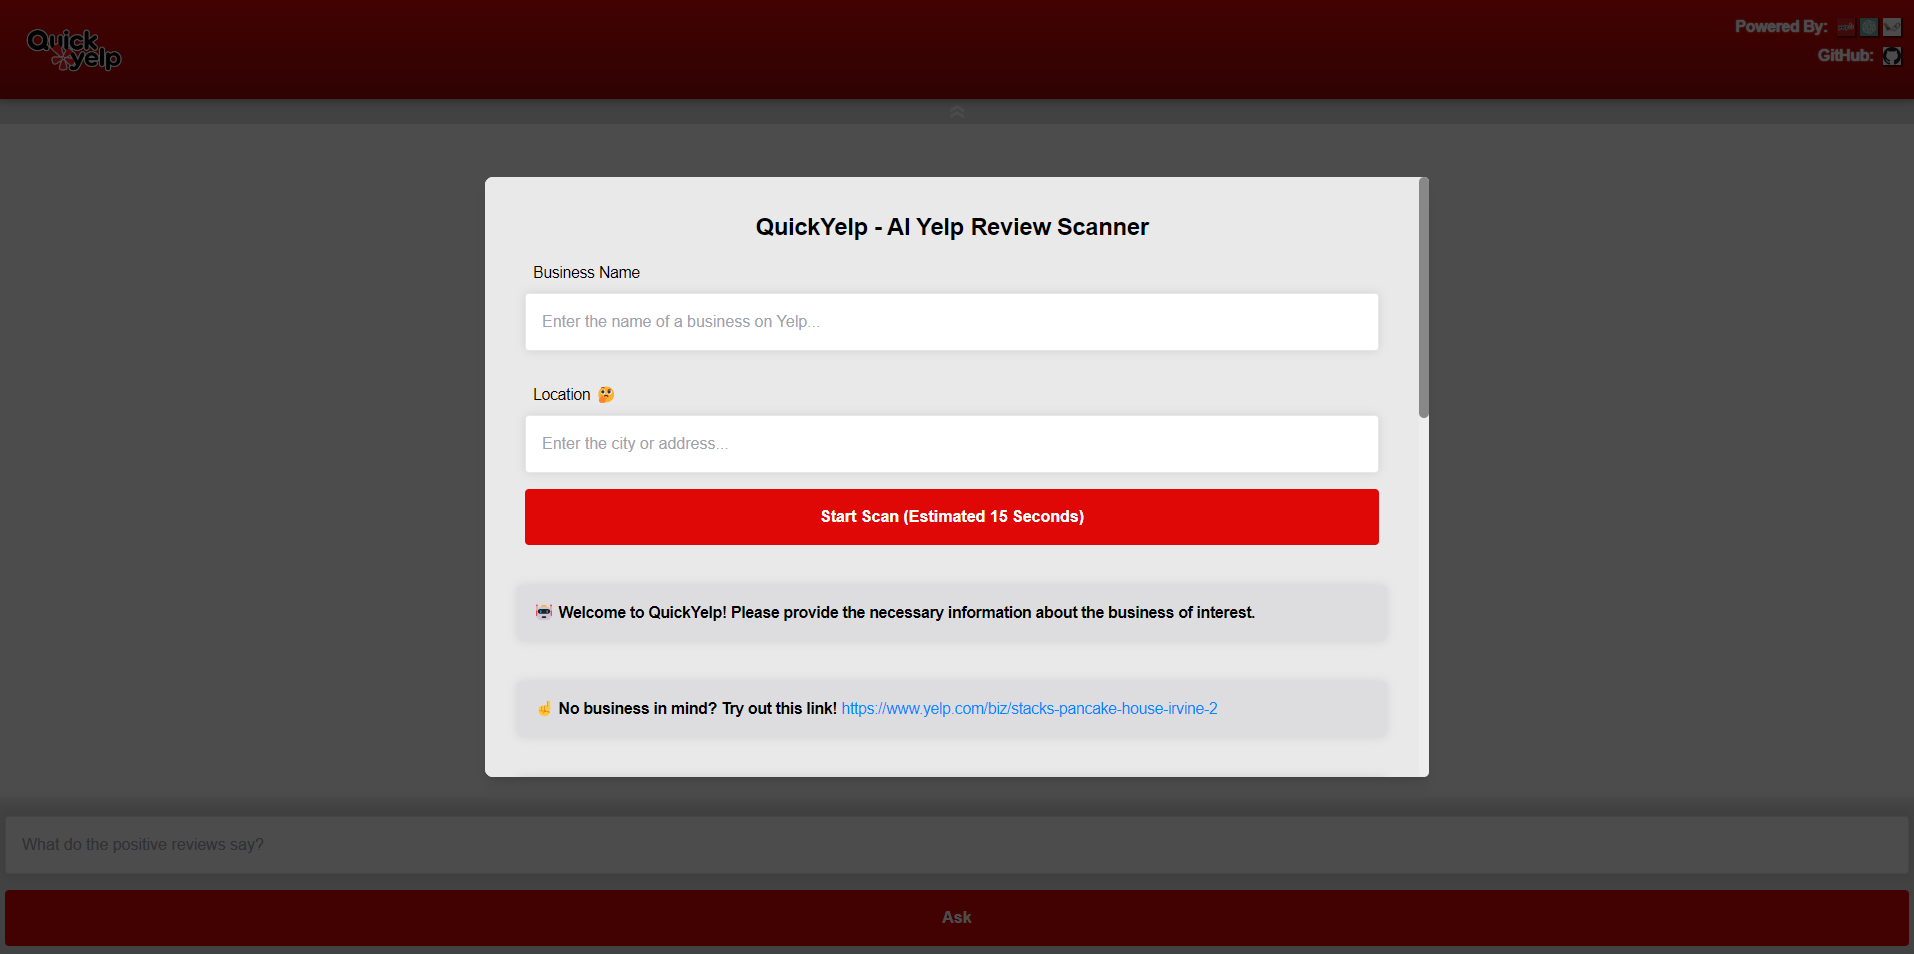 Quick
yelp
Powered By:
GitHub:
QuickYelp - AI Yelp Review Scanner
Business Name
Enter the name of a business on Yelp...
Location 🤔
Enter the city or address...
Start Scan (Estimated 15 Seconds)
🤖 Welcome to QuickYelp! Please provide the necessary information about the business of interest.
☝️ No business in mind? Try out this link! https://www.yelp.com/biz/stacks-pancake-house-irvine-2
What do the positive reviews say?
Ask